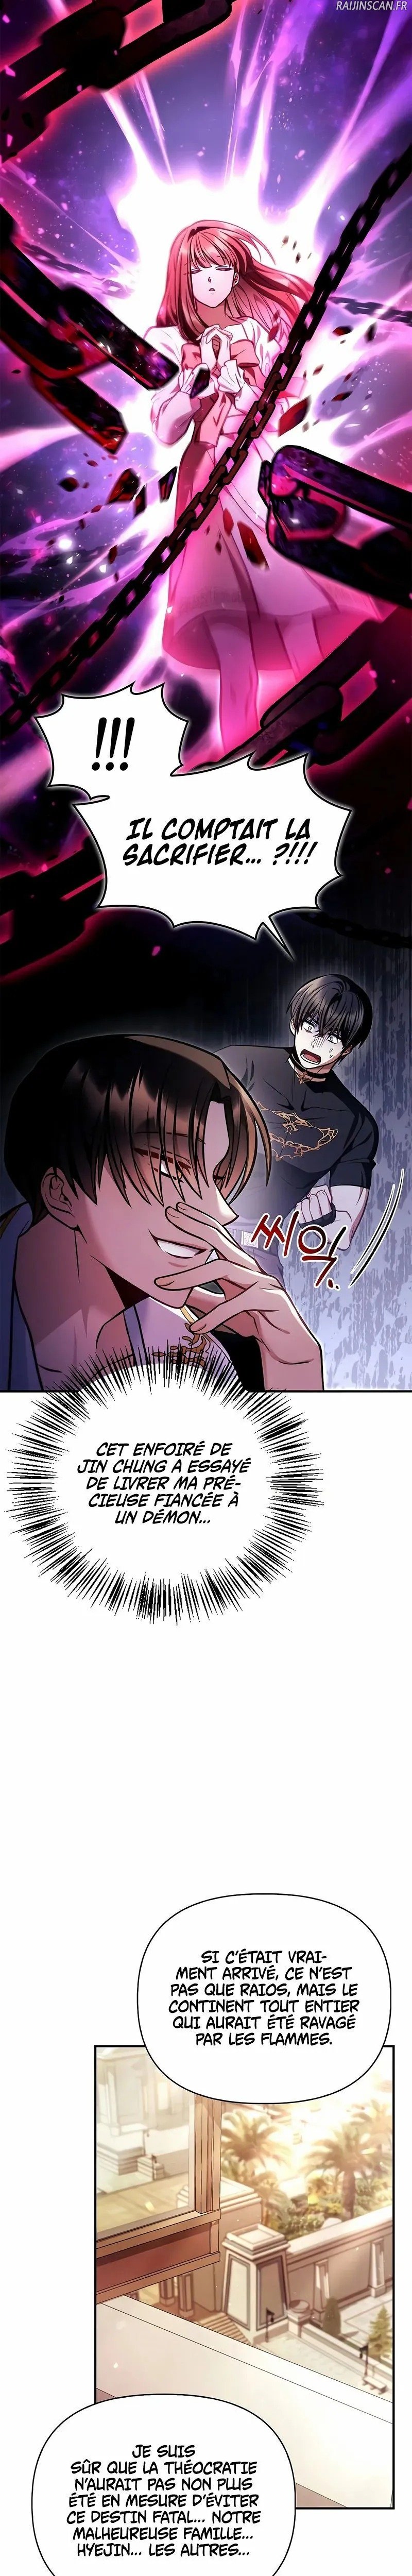 RAIJINSCAN.FR
!!!
IL COMPTAIT LA
SACRIFIER... ?!!!
씨익..
CET ENFOIRÉ DE
JIN CHUNG A ESSAYÉ
DE LIVRER MA PRÉ-
CIEUSE FIANCÉE À
UN DÉMON...
SI C'ÉTAIT VRAI-
MENT ARRIVÉ, CE N'EST
PAS QUE RAIOS, MAIS LE
CONTINENT TOUT ENTIER
QUI AURAIT ÉTÉ RAVAGÉ
PAR LES FLAMMES.
JE SUIS
SÛR QUE LA THÉOCRATIE
N'AURAIT PAS NON PLUS
ÉTÉ EN MESURE D'ÉVITER
CE DESTIN FATAL... NOTRE
MALHEUREUSE FAMILLE...
HYEJIN... LES AUTRES...